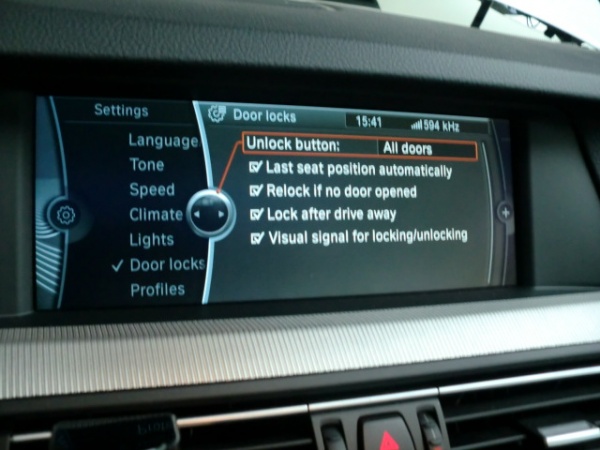 Settings
Door locks
15:41
594 kHz
Language
Tone
Speed
Climate
Lights
Door locks
Profiles
Unlock button: All doors
Last seat position automatically
Relock if no door opened
Lock after drive away
Visual signal for locking/unlocking